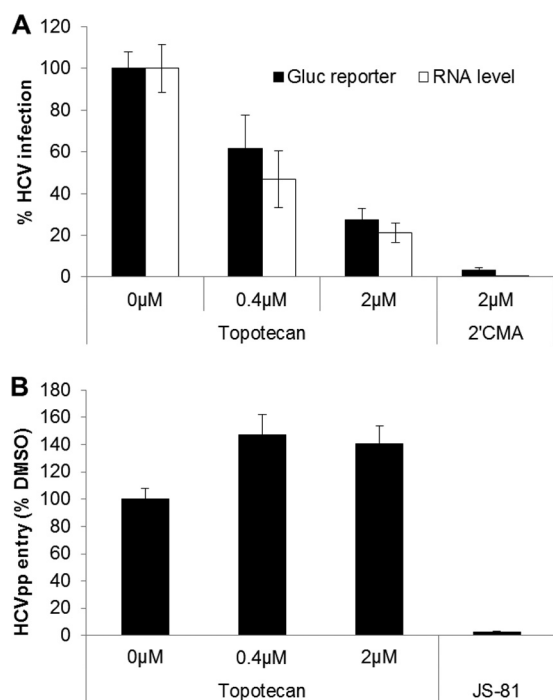 A
% HCV infection
120
100
80
60
40
20
0
Gluc reporter
RNA level
0µM
0.4µM
2µM
2µM
Topotecan
2'CMA
B
HCVpp entry (% DMSO)
180
160
140
120
100
80
60
40
20
0
0µM
0.4µM
2µM
Topotecan
JS-81